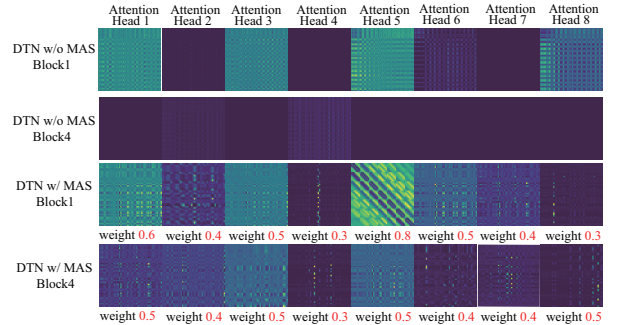 Attention Attention Attention Attention Attention Attention Attention Attention
Head 1 Head 2 Head 3 Head 4 Head 5 Head 6 Head 7 Head 8
DTN w/o MAS
Block1
DTN w/o MAS
Block4
DTN w/ MAS
Block1
weight 0.6 weight 0.4 weight 0.5 weight 0.3 weight 0.8 weight 0.5 weight 0.4 weight 0.3
DTN w/ MAS
Block4
weight 0.5 weight 0.4 weight 0.5 weight 0.3 weight 0.5 weight 0.4 weight 0.4 weight 0.5